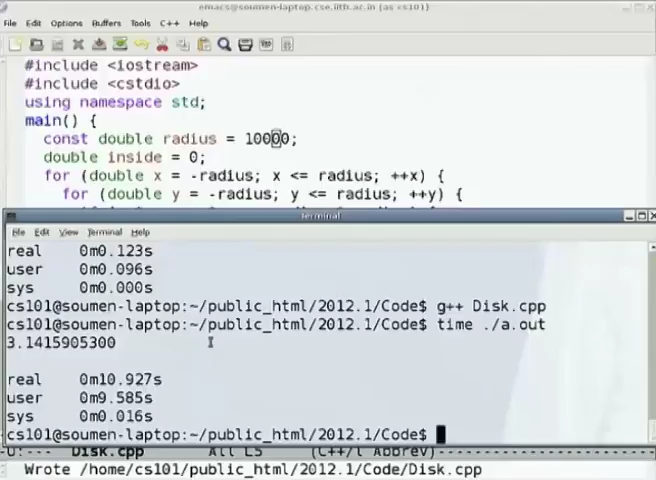 emacs@soumen-laptop.cse.iitb.ac.in (as cs101)
File Edit Options Buffers Tools C++ Help
#include <iostream>
#include <cstdio>
using namespace std;
main() {
const double radius = 10000;
double inside = 0;
for (double x = -radius; x <= radius; ++x) {
for (double y = -radius; y <= radius; ++y) {
Terminal
File Edit View Terminal Help
real 0m0.123s
user 0m0.096s
sys 0m0.000s
cs101@soumen-laptop:~/public_html/2012.1/Code$ g++ Disk.cpp
cs101@soumen-laptop:~/public_html/2012.1/Code$ time ./a.out
3.1415905300
real 0m10.927s
user 0m9.585s
sys 0m0.016s
cs101@soumen-laptop:~/public_html/2012.1/Code$
-U:--- Disk.cpp All L5 (C++/l Abbrev)
Wrote /home/cs101/public_html/2012.1/Code/Disk.cpp